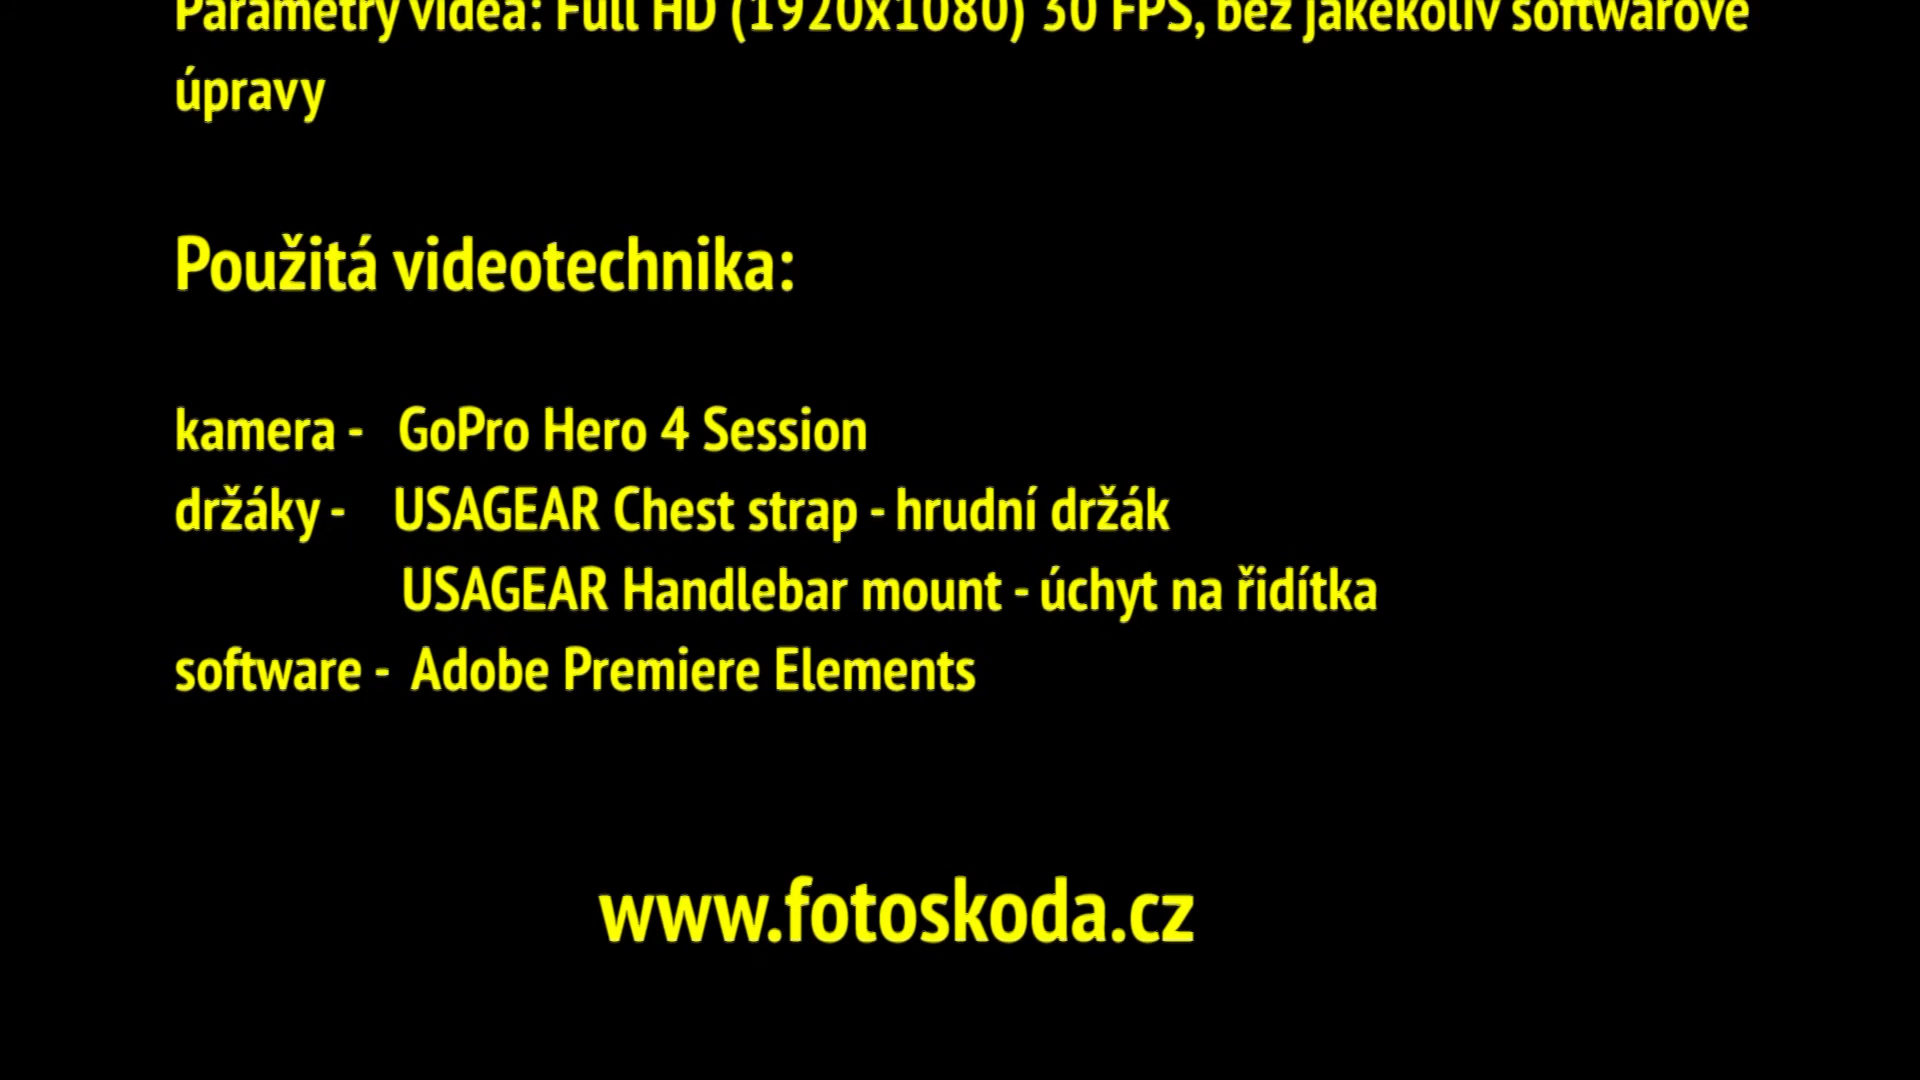 Parametry videa: Full HD (1920x1080) 30 FPS, bez jakékoliv softwarové
úpravy
Použitá videotechnika:
kamera - GoPro Hero 4 Session
držáky - USAGEAR Chest strap - hrudní držák
USAGEAR Handlebar mount - úchyt na řidítka
software - Adobe Premiere Elements
www.fotoskoda.cz